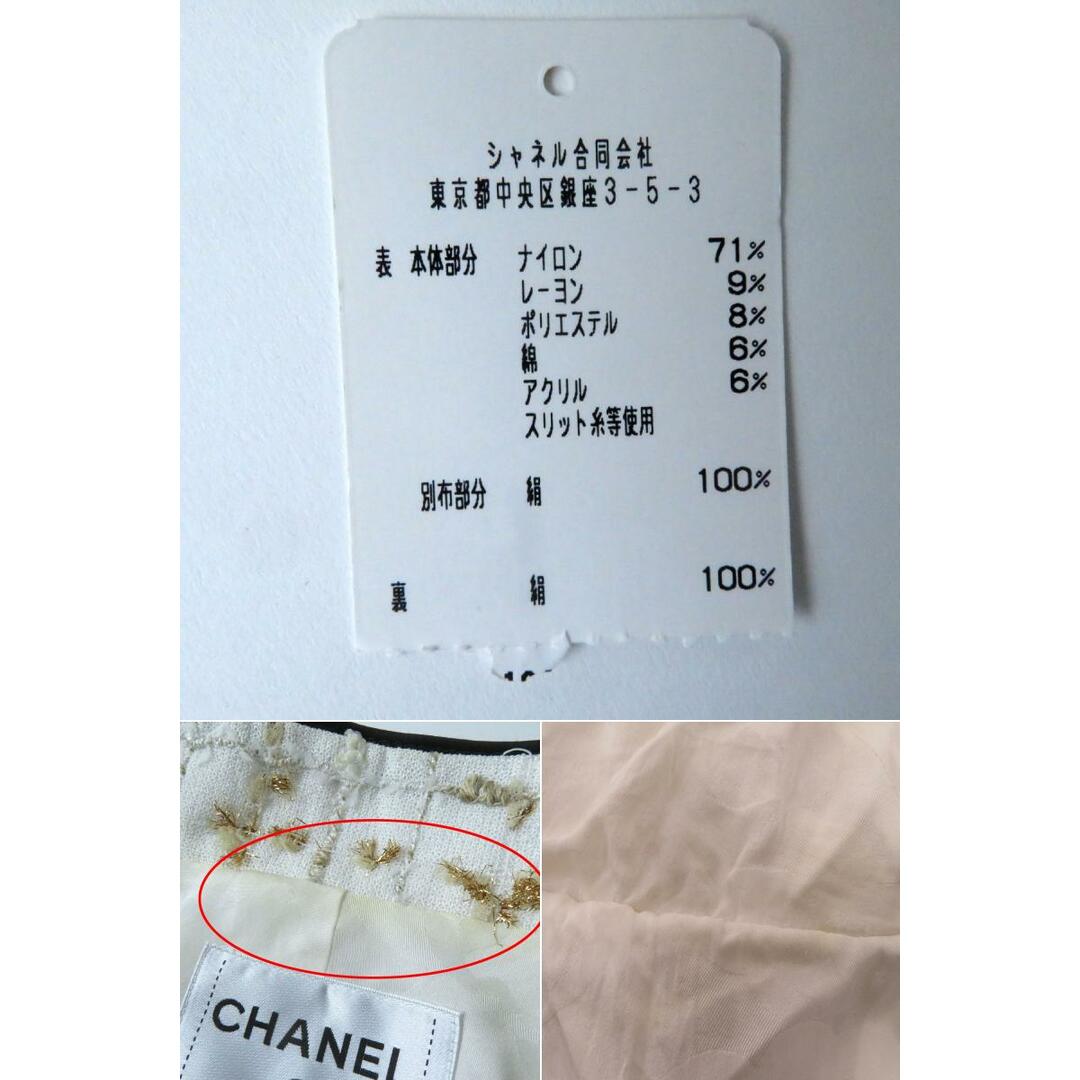 シャネル合同会社
東京都中央区銀座3-5-3
表 本体部分 ナイロン 71%
レーヨン 9%
ポリエステル 8%
綿 6%
アクリル 6%
スリット糸等使用
別布部分 絹 100%
裏 絹 100%
CHANEL